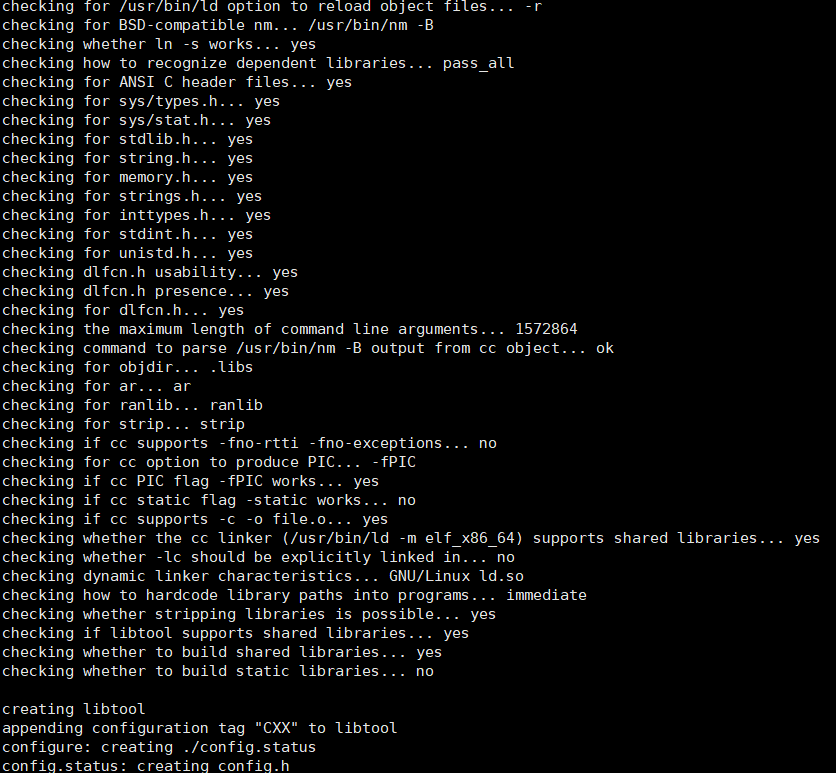 checking for /usr/bin/ld option to reload object files... -r
checking for BSD-compatible nm... /usr/bin/nm -B
checking whether ln -s works... yes
checking how to recognize dependent libraries... pass_all
checking for ANSI C header files... yes
checking for sys/types.h... yes
checking for sys/stat.h... yes
checking for stdlib.h... yes
checking for string.h... yes
checking for memory.h... yes
checking for strings.h... yes
checking for inttypes.h... yes
checking for stdint.h... yes
checking for unistd.h... yes
checking dlfcn.h usability... yes
checking dlfcn.h presence... yes
checking for dlfcn.h... yes
checking the maximum length of command line arguments... 1572864
checking command to parse /usr/bin/nm -B output from cc object... ok
checking for objdir... .libs
checking for ar... ar
checking for ranlib... ranlib
checking for strip... strip
checking if cc supports -fno-rtti -fno-exceptions... no
checking for cc option to produce PIC... -fPIC
checking if cc PIC flag -fPIC works... yes
checking if cc static flag -static works... no
checking if cc supports -c -o file.o... yes
checking whether the cc linker (/usr/bin/ld -m elf_x86_64) supports shared libraries... yes
checking whether -lc should be explicitly linked in... no
checking dynamic linker characteristics... GNU/Linux ld.so
checking how to hardcode library paths into programs... immediate
checking whether stripping libraries is possible... yes
checking if libtool supports shared libraries... yes
checking whether to build shared libraries... yes
checking whether to build static libraries... no

creating libtool
appending configuration tag "CXX" to libtool
configure: creating ./config.status
config.status: creating config.h